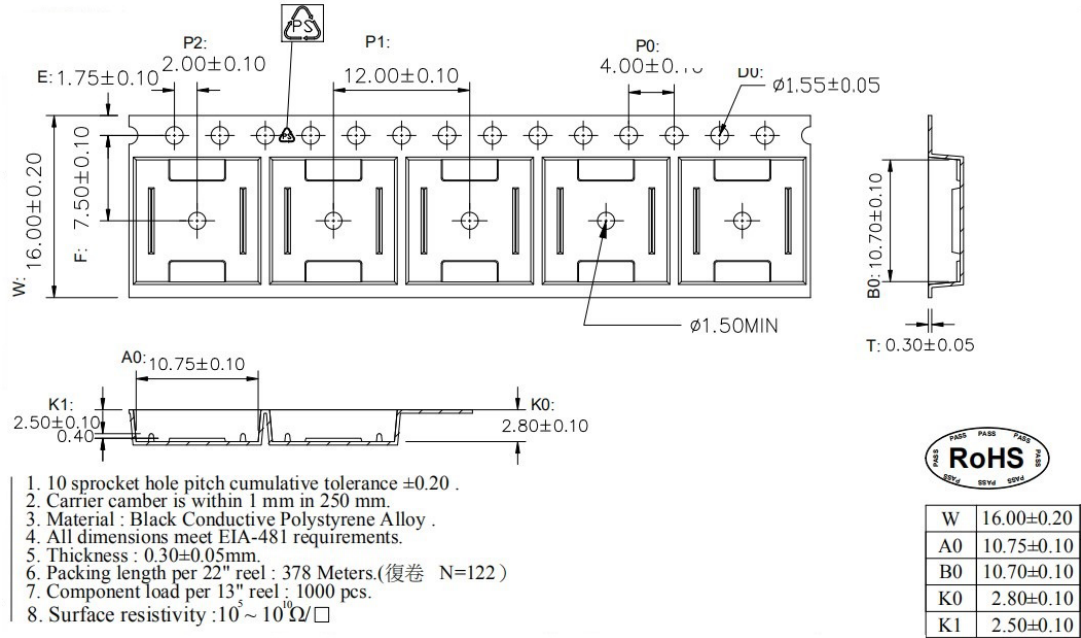 PS
P2:
2.00±0.10
P1:
12.00±0.10
P0:
4.00±0.10
D0:
Ø1.55±0.05
E: 1.75±0.10
PS
W: 16.00±0.20
F: 7.50±0.10
B0: 10.70±0.10
Ø1.50MIN
T: 0.30±0.05
A0: 10.75±0.10
K1:
2.50±0.10
0.40
K0:
2.80±0.10
1. 10 sprocket hole pitch cumulative tolerance ±0.20 .
2. Carrier camber is within 1 mm in 250 mm.
3. Material : Black Conductive Polystyrene Alloy .
4. All dimensions meet EIA-481 requirements.
5. Thickness : 0.30±0.05mm.
6. Packing length per 22" reel : 378 Meters.(復卷 N=122 )
7. Component load per 13" reel : 1000 pcs.
8. Surface resistivity :10⁵ ~ 10¹⁰Ω/□
PASS PASS PASS
PASS RoHS PASS
PASS PASS PASS
W 16.00±0.20
A0 10.75±0.10
B0 10.70±0.10
K0 2.80±0.10
K1 2.50±0.10